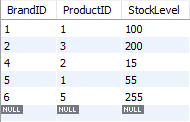 BrandID ProductID StockLevel
1 1 100
2 3 200
4 2 15
5 1 55
6 5 255
NULL NULL NULL